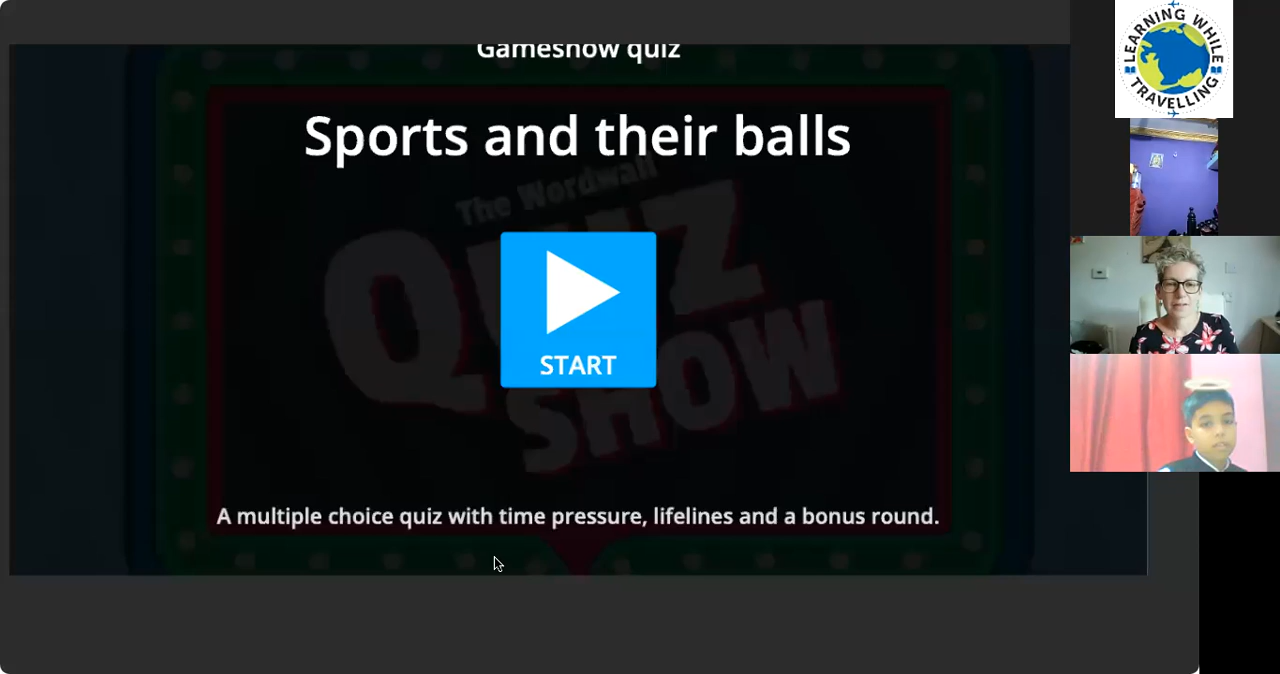 Gameshow quiz
Sports and their balls
The Wordwall
QUIZ
SHOW
START
A multiple choice quiz with time pressure, lifelines and a bonus round.
LEARNING WHILE
TRAVELLING